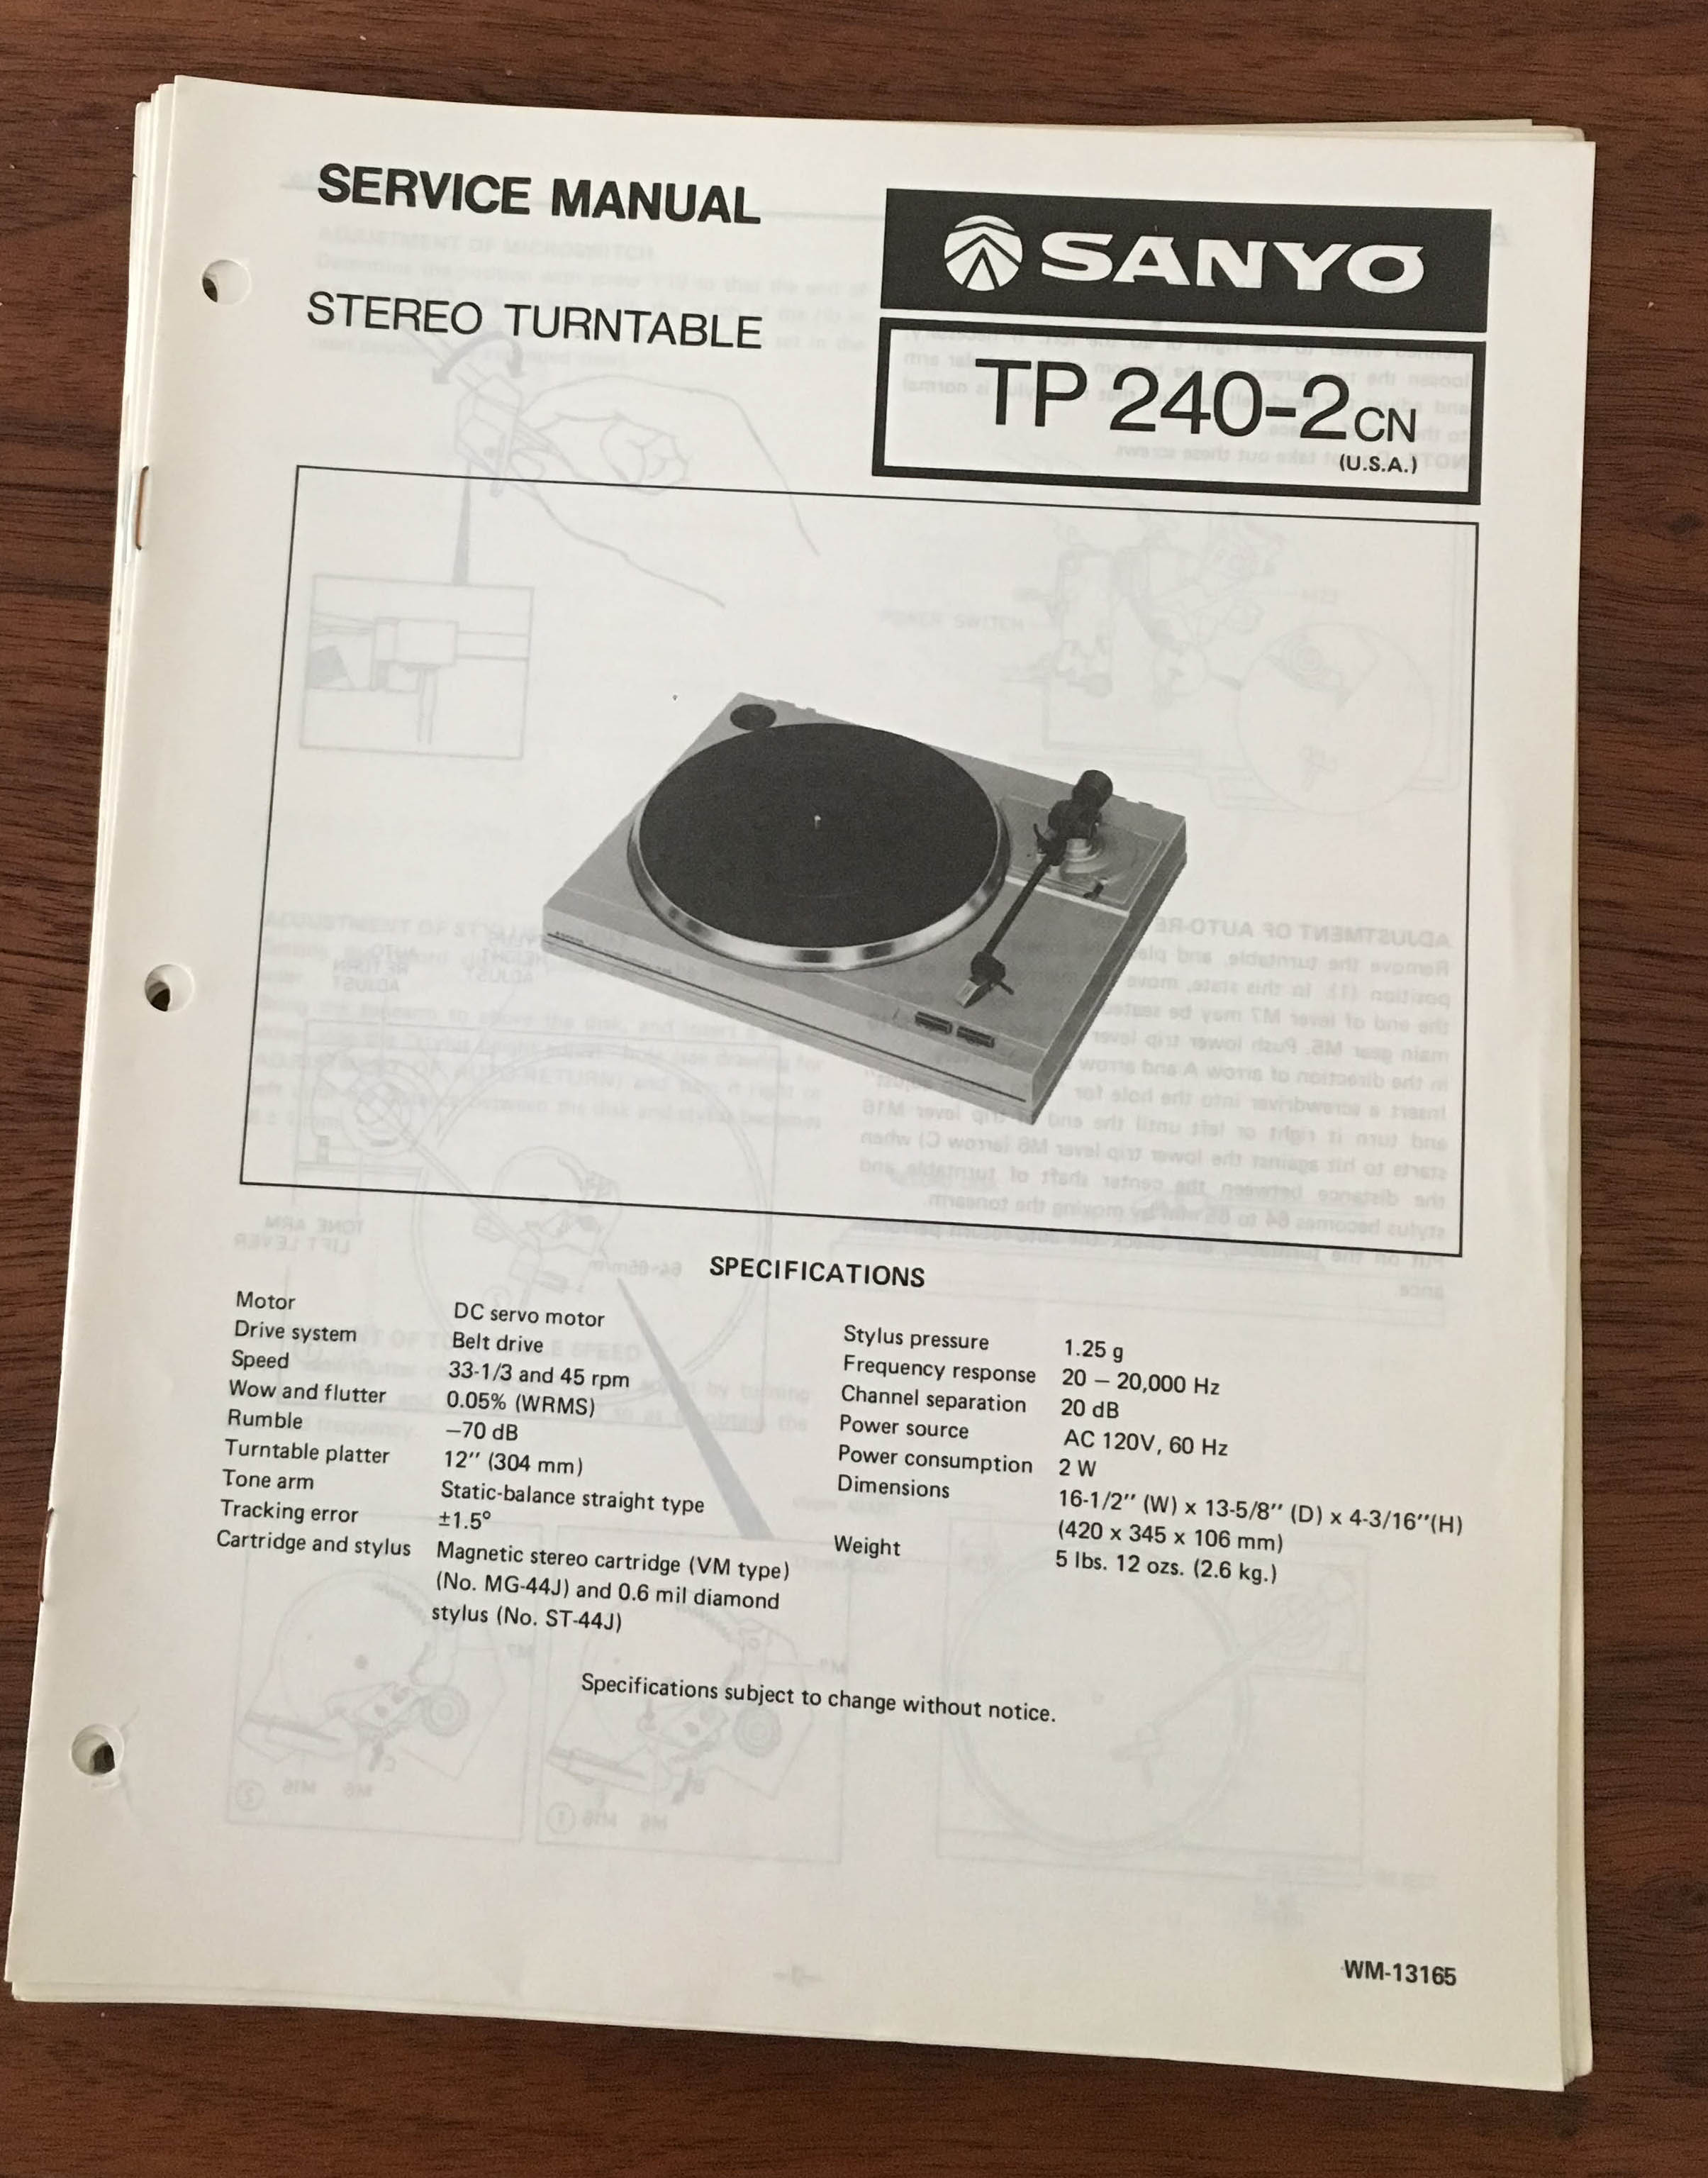 SERVICE MANUAL
STEREO TURNTABLE
SANYO
TP 240-2CN
(U.S.A.)
SPECIFICATIONS
Motor DC servo motor
Drive system Belt drive
Speed 33-1/3 and 45 rpm
Wow and flutter 0.05% (WRMS)
Rumble —70 dB
Turntable platter 12″ (304 mm)
Tone arm Static-balance straight type
Tracking error ±1.5°
Cartridge and stylus Magnetic stereo cartridge (VM type)
(No. MG-44J) and 0.6 mil diamond
stylus (No. ST-44J)
Stylus pressure 1.25 g
Frequency response 20 – 20,000 Hz
Channel separation 20 dB
Power source AC 120V, 60 Hz
Power consumption 2 W
Dimensions 16-1/2″ (W) x 13-5/8″ (D) x 4-3/16″(H)
(420 x 345 x 106 mm)
Weight 5 lbs. 12 ozs. (2.6 kg.)
Specifications subject to change without notice.
WM-13165